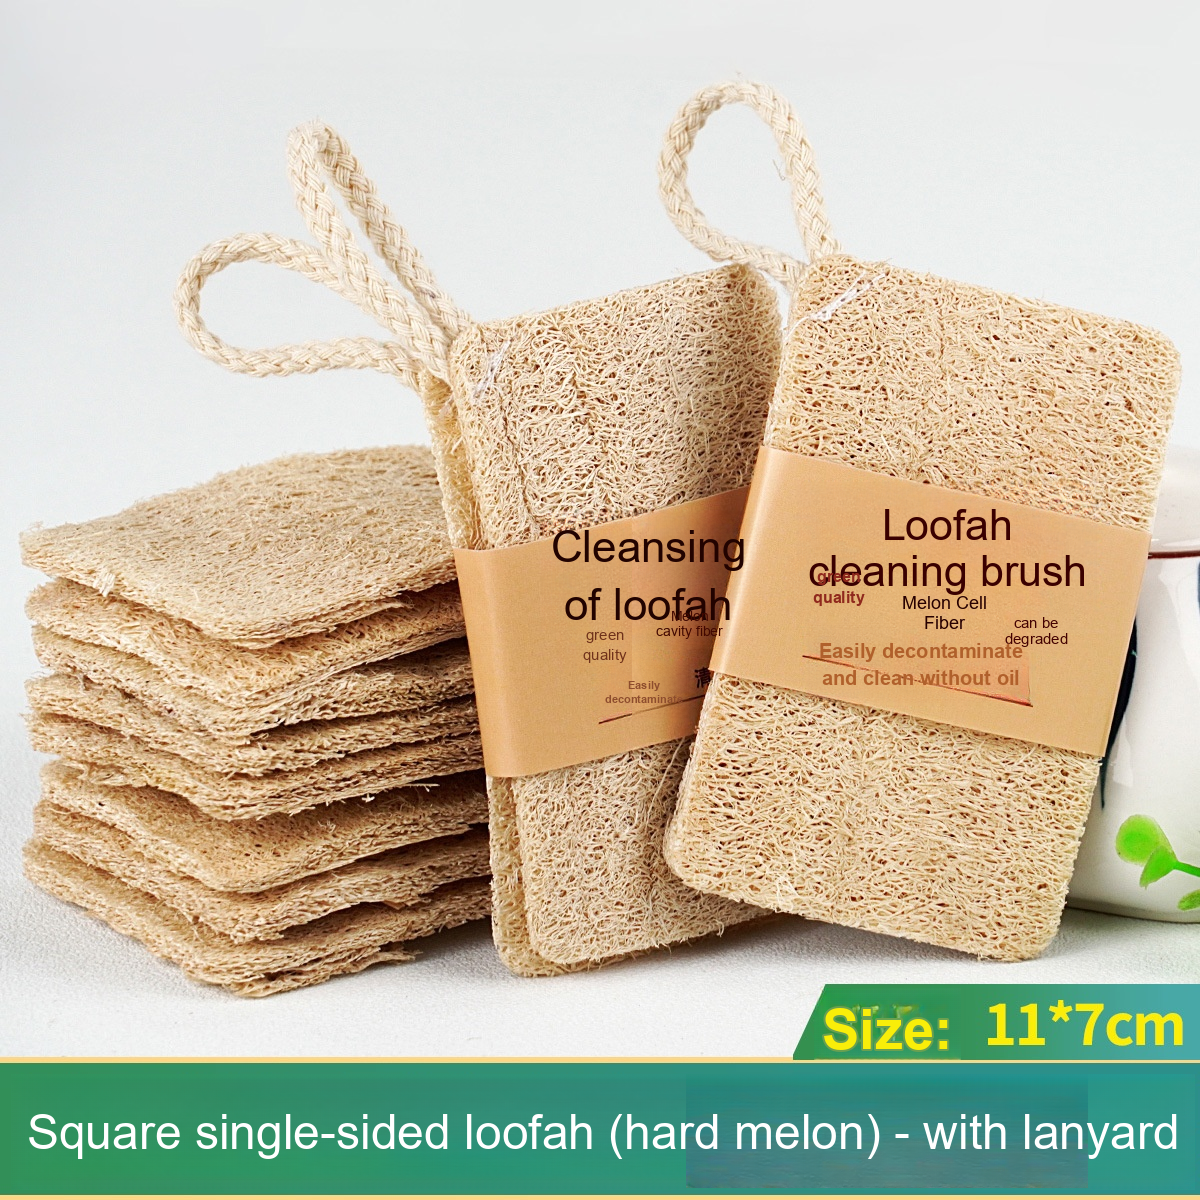 Cleansing
of loofah
Melon
cavity fiber
green
quality
Easily
decontaminate
清
Loofah
cleaning brush
green
quality
Melon Cell
Fiber
can be
degraded
Easily decontaminate
and clean without oil
Size: 11*7cm
Square single-sided loofah (hard melon) - with lanyard